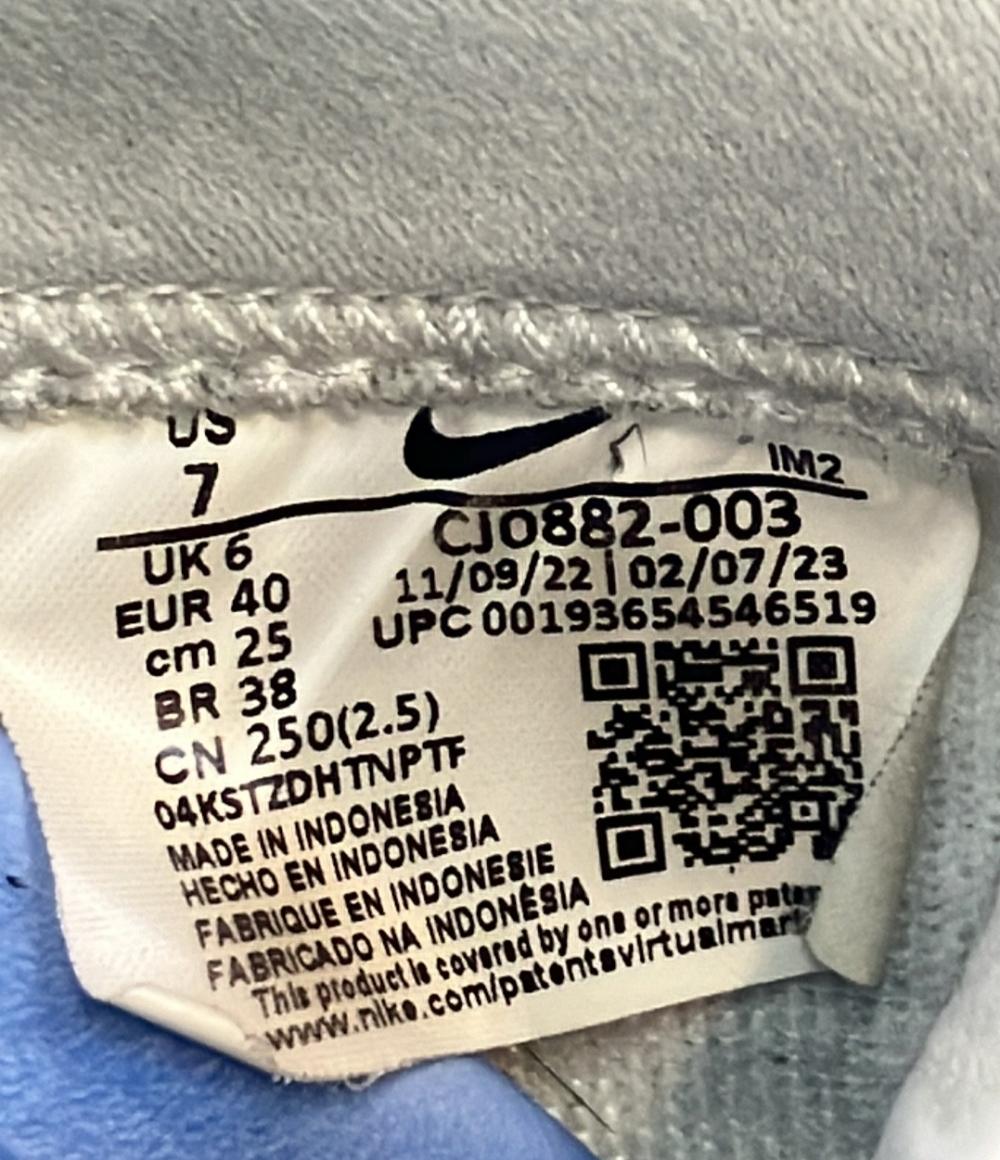 US
7
IM2
UK 6
EUR 40
cm 25
BR 38
CN 250(2.5)
04KSTZDHTNPTF
CJ0882-003
11/09/22 | 02/07/23
UPC 00193654546519
MADE IN INDONESIA
HECHO EN INDONESIA
FABRIQUE EN INDONESIE
FABRICADO NA INDONÉSIA
This product is covered by one or more
www.nike.com/patentsvirtualmar